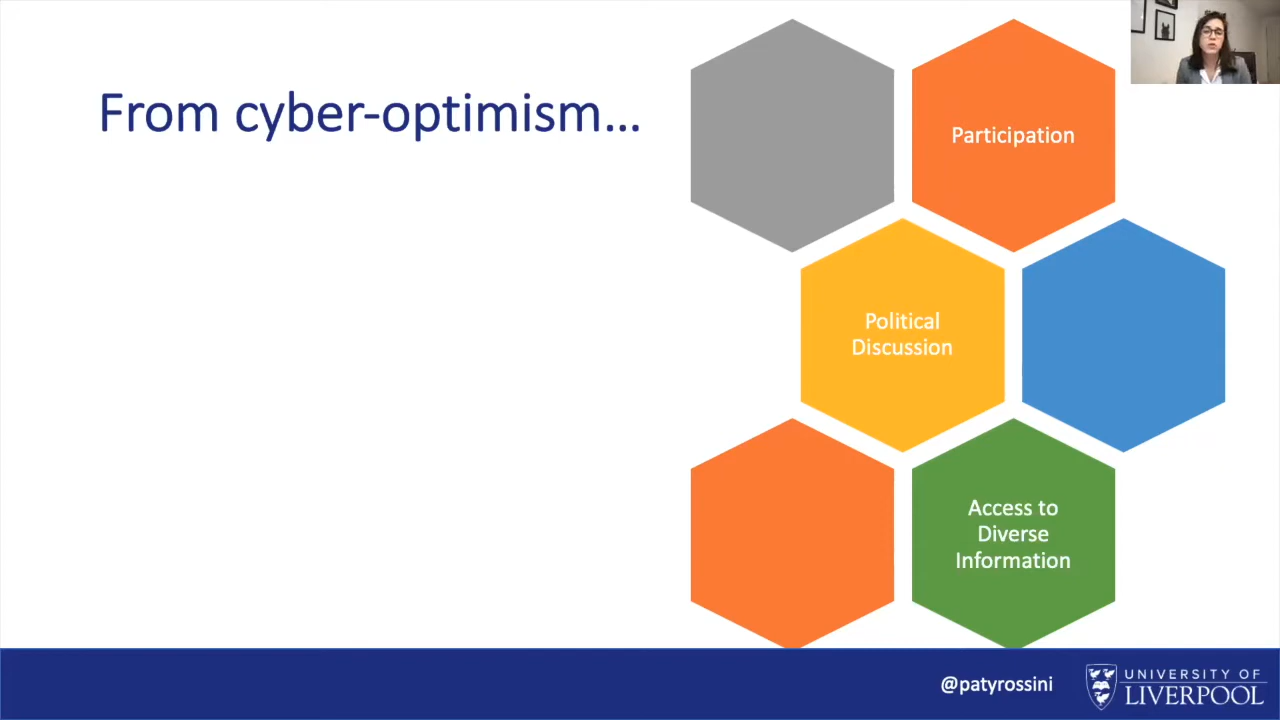 From cyber-optimism...
Participation
Political
Discussion
Access to
Diverse
Information
@patyrossini
UNIVERSITY OF
LIVERPOOL